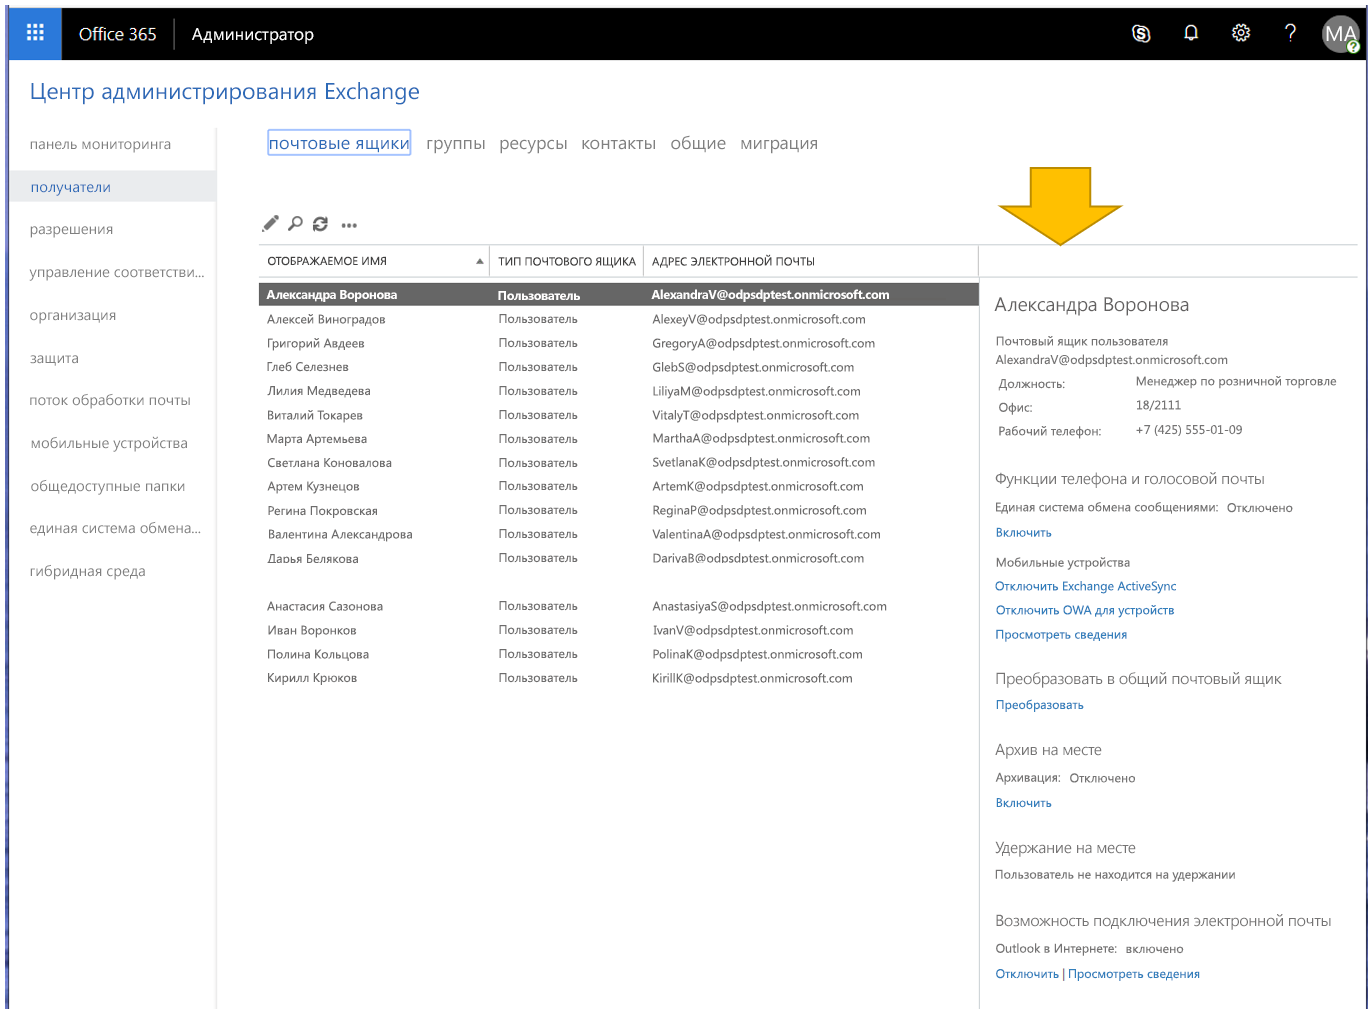 Office 365 Администратор
MA
Центр администрирования Exchange
панель мониторинга
получатели
разрешения
управление соответстви...
организация
защита
поток обработки почты
мобильные устройства
общедоступные папки
единая система обмена...
гибридная среда
почтовые ящики группы ресурсы контакты общие миграция
ОТОБРАЖАЕМОЕ ИМЯ ТИП ПОЧТОВОГО ЯЩИКА АДРЕС ЭЛЕКТРОННОЙ ПОЧТЫ
Александра Воронова Пользователь AlexandraV@odpsdptest.onmicrosoft.com
Алексей Виноградов Пользователь AlexeyV@odpsdptest.onmicrosoft.com
Григорий Авдеев Пользователь GregoryA@odpsdptest.onmicrosoft.com
Глеб Селезнев Пользователь GlebS@odpsdptest.onmicrosoft.com
Лилия Медведева Пользователь LiliyaM@odpsdptest.onmicrosoft.com
Виталий Токарев Пользователь VitalyT@odpsdptest.onmicrosoft.com
Марта Артемьева Пользователь MarthaA@odpsdptest.onmicrosoft.com
Светлана Коновалова Пользователь SvetlanaK@odpsdptest.onmicrosoft.com
Артем Кузнецов Пользователь ArtemK@odpsdptest.onmicrosoft.com
Регина Покровская Пользователь ReginaP@odpsdptest.onmicrosoft.com
Валентина Александрова Пользователь ValentinaA@odpsdptest.onmicrosoft.com
Дарья Белякова Пользователь DariyaB@odpsdptest.onmicrosoft.com
Анастасия Сазонова Пользователь AnastasiyaS@odpsdptest.onmicrosoft.com
Иван Воронков Пользователь IvanV@odpsdptest.onmicrosoft.com
Полина Кольцова Пользователь PolinaK@odpsdptest.onmicrosoft.com
Кирилл Крюков Пользователь KirillK@odpsdptest.onmicrosoft.com
Александра Воронова
Почтовый ящик пользователя
AlexandraV@odpsdptest.onmicrosoft.com
Должность: Менеджер по розничной торговле
Офис: 18/2111
Рабочий телефон: +7 (425) 555-01-09
Функции телефона и голосовой почты
Единая система обмена сообщениями: Отключено
Включить
Мобильные устройства
Отключить Exchange ActiveSync
Отключить OWA для устройств
Просмотреть сведения
Преобразовать в общий почтовый ящик
Преобразовать
Архив на месте
Архивация: Отключено
Включить
Удержание на месте
Пользователь не находится на удержании
Возможность подключения электронной почты
Outlook в Интернете: включено
Отключить | Просмотреть сведения